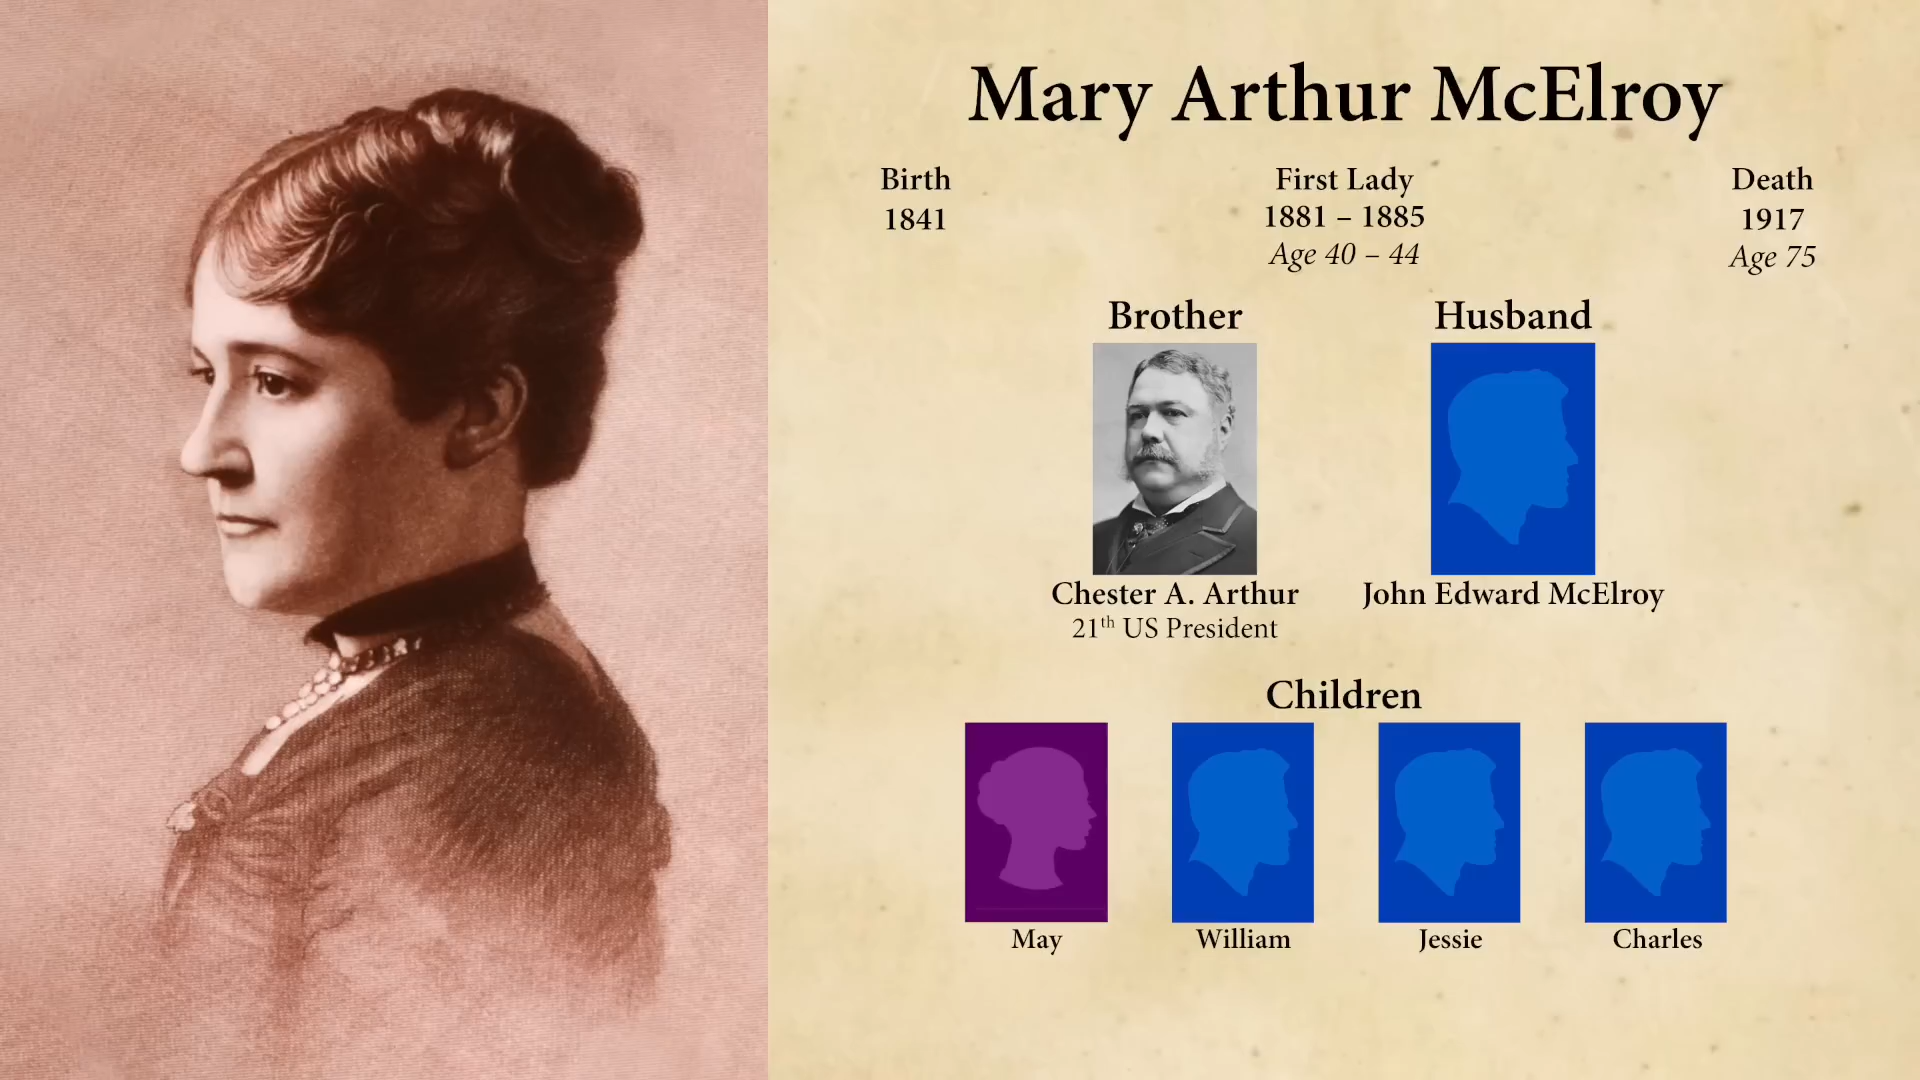 Mary Arthur McElroy
Birth
1841
First Lady
1881 – 1885
Age 40 – 44
Death
1917
Age 75
Brother
Husband
Chester A. Arthur
21th US President
John Edward McElroy
Children
May
William
Jessie
Charles